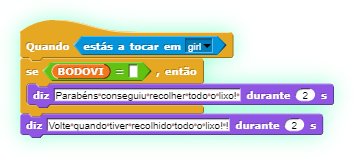 Quando estás a tocar em girl
se BODOVI = , então
diz Parabéns conseguiu recolher todo o lixo! durante 2 s
diz Volte quando tiver recolhido todo o lixo! durante 2 s